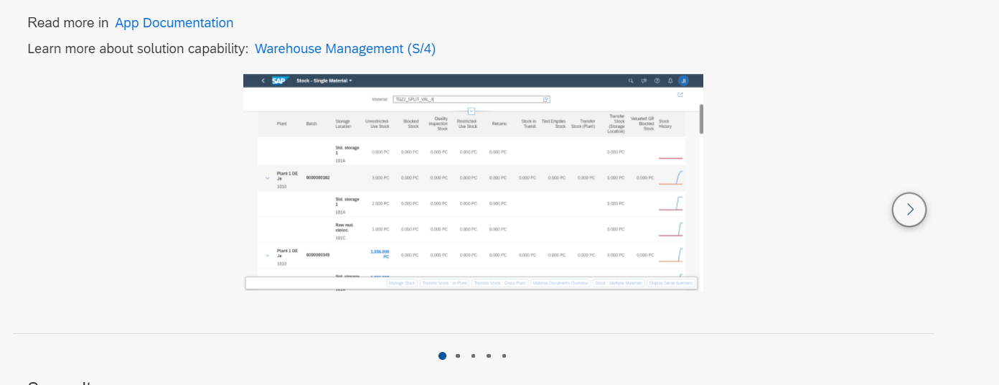 Read more in App Documentation
Learn more about solution capability: Warehouse Management (S/4)
SAP Stock - Single Material JI
Material: TG22_SPLIT_VAL_X
Plant Batch Storage Location Unrestricted-Use Stock Blocked Stock Quality Inspection Stock Restricted-Use Stock Returns Stock in Transit Tied Empties Stock Transfer Stock (Plant) Transfer Stock (Storage Location) Valuated GR Blocked Stock Stock History
Std. storage 1 0.000 PC 0.000 PC 0.000 PC 0.000 PC 0.000 PC 0.000 PC
101A
Plant 1 DE 0000000182 3.000 PC 0.000 PC 0.000 PC 0.000 PC 0.000 PC 0.000 PC 0.000 PC 0.000 PC 0.000 PC 0.000 PC
1010
Std. storage 1 2.000 PC 0.000 PC 0.000 PC 0.000 PC 0.000 PC 0.000 PC
101A
Raw mat. 1.000 PC 0.000 PC 0.000 PC 0.000 PC 0.000 PC 0.000 PC
101C
Plant 1 DE 0000000345 1,036.000 PC 0.000 PC 0.000 PC 0.000 PC 0.000 PC 0.000 PC 0.000 PC 0.000 PC 0.000 PC 0.000 PC
1010
Std. storage
Manage Stock Transfer Stock - In-Plant Transfer Stock - Cross-Plant Material Documents Overview Stock - Multiple Materials Display Serial Numbers